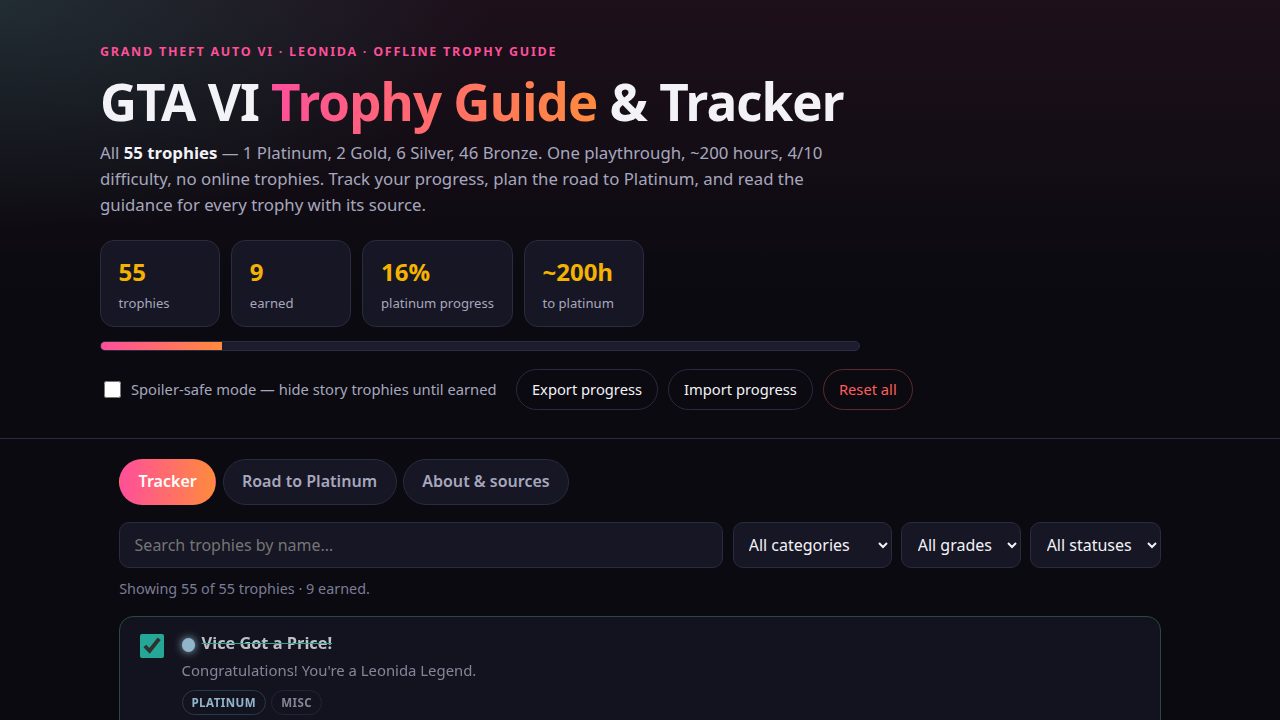 GRAND THEFT AUTO VI · LEONIDA · OFFLINE TROPHY GUIDE
GTA VI Trophy Guide & Tracker
All 55 trophies — 1 Platinum, 2 Gold, 6 Silver, 46 Bronze. One playthrough, ~200 hours, 4/10
difficulty, no online trophies. Track your progress, plan the road to Platinum, and read the
guidance for every trophy with its source.
55
trophies
9
earned
16%
platinum progress
~200h
to platinum
Spoiler-safe mode — hide story trophies until earned
Export progress
Import progress
Reset all
Tracker
Road to Platinum
About & sources
Search trophies by name...
All categories
All grades
All statuses
Showing 55 of 55 trophies · 9 earned.
Vice Got a Price!
Congratulations! You're a Leonida Legend.
PLATINUM
MISC